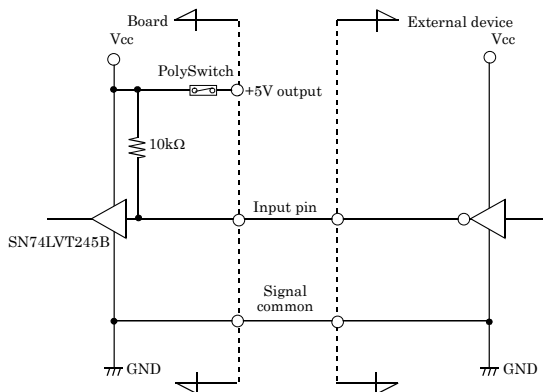 Board
External device
Vcc
Vcc
PolySwitch
+5V output
10kΩ
Input pin
SN74LVT245B
Signal
common
GND
GND